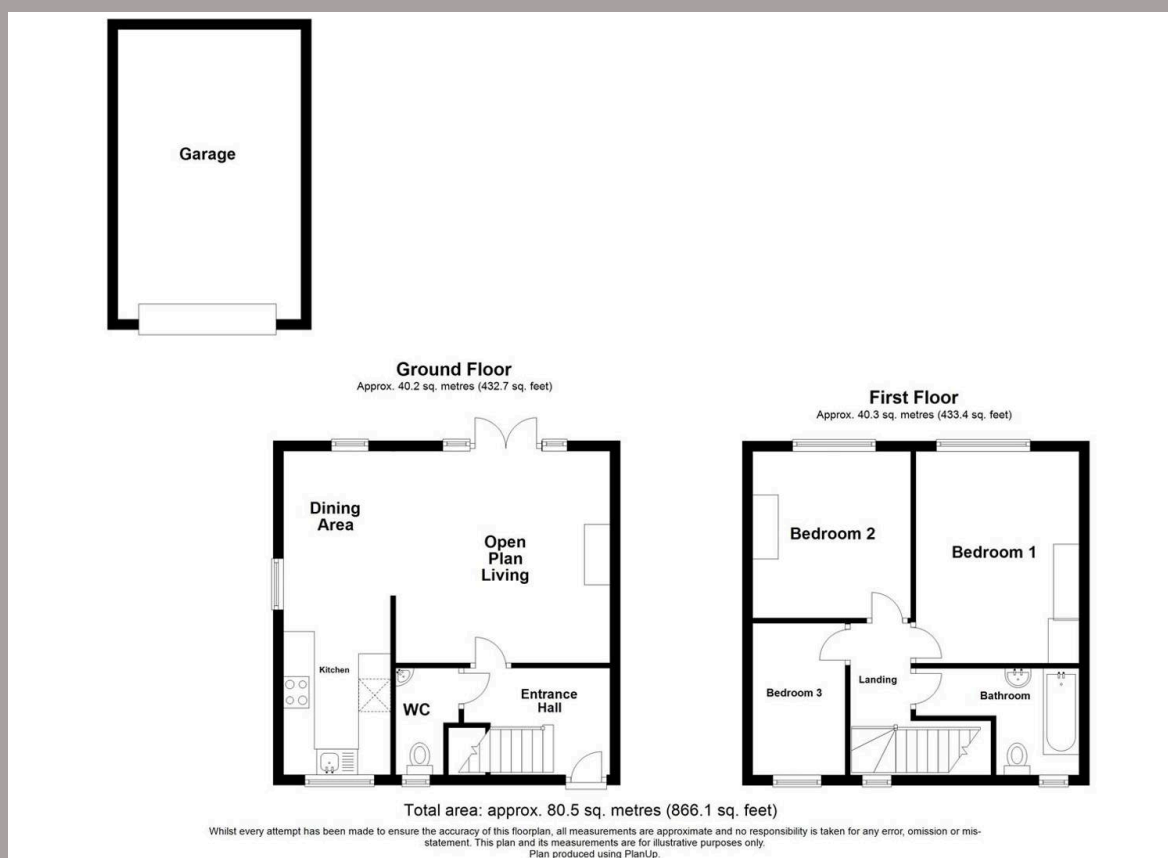 Garage
Ground Floor
Approx. 40.2 sq. metres (432.7 sq. feet)
Dining
Area
Open
Plan
Living
Kitchen
WC
Entrance
Hall
First Floor
Approx. 40.3 sq. metres (433.4 sq. feet)
Bedroom 2
Bedroom 1
Bedroom 3
Landing
Bathroom
Total area: approx. 80.5 sq. metres (866.1 sq. feet)
Whilst every attempt has been made to ensure the accuracy of this floorplan, all measurements are approximate and no responsibility is taken for any error, omission or mis-
statement. This plan and its measurements are for illustrative purposes only.
Plan produced using PlanUp.